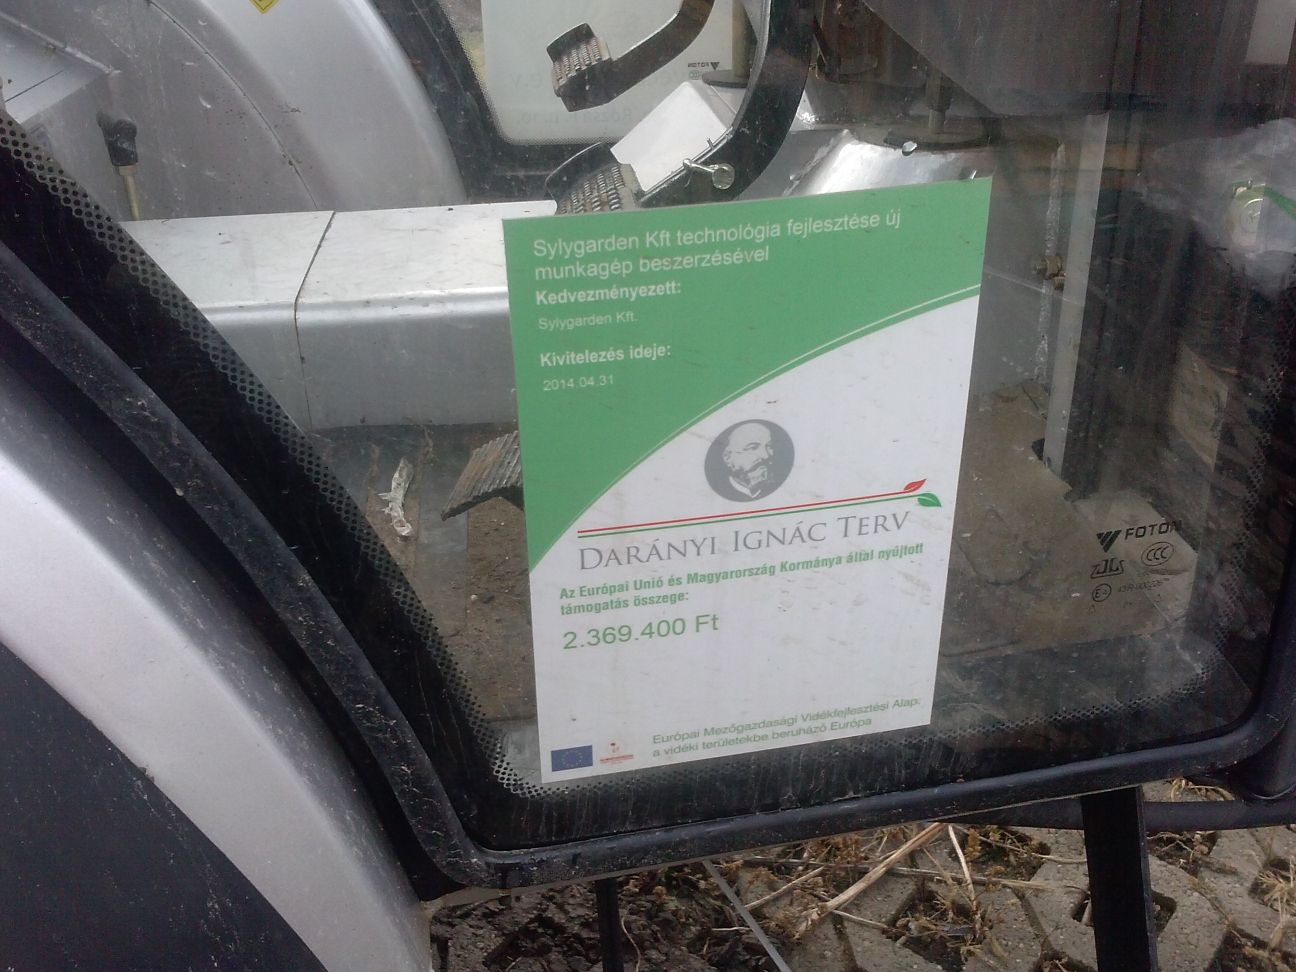 Sylygarden Kft technológia fejlesztése új
munkagép beszerzésével
Kedvezményezett:
Sylygarden Kft.
Kivitelezés ideje:
2014.04.31
DARÁNYI IGNÁC TERV
Az Európai Unió és Magyarország Kormánya által nyújtott
támogatás összege:
2.369.400 Ft
Európai Mezőgazdasági Vidékfejlesztési Alap:
a vidéki területekbe beruházó Európa
FOTON
CCC